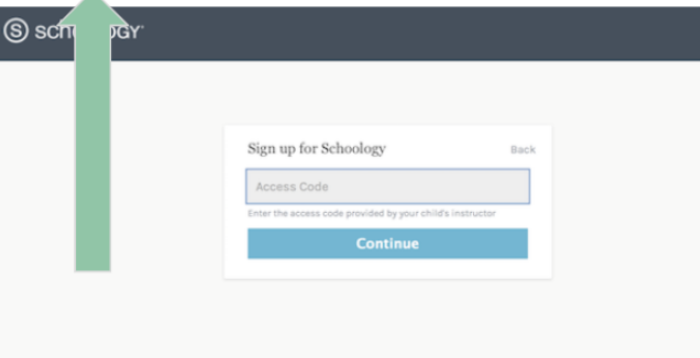 Sign up for Schoology
Back
Access Code
Enter the access code provided by your child's instructor
Continue